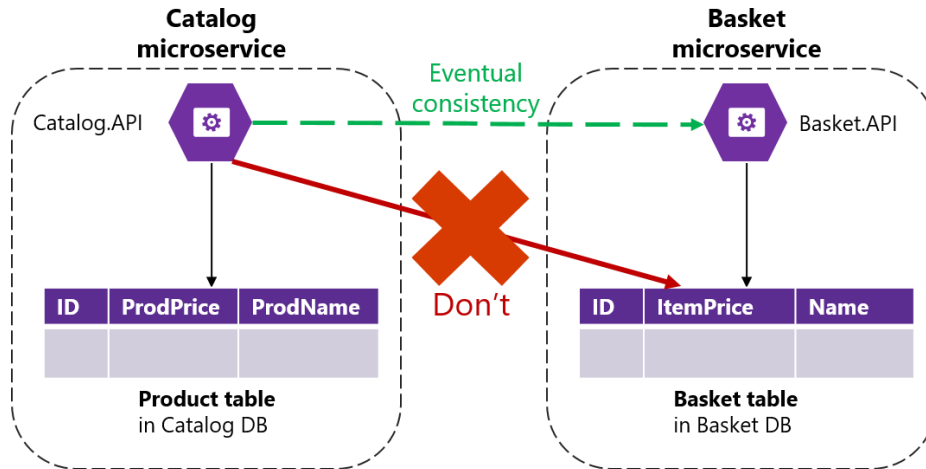 Catalog
microservice
Basket
microservice
Eventual
consistency
Catalog.API
Basket.API
Don't
ID ProdPrice ProdName
ID ItemPrice Name
Product table
in Catalog DB
Basket table
in Basket DB